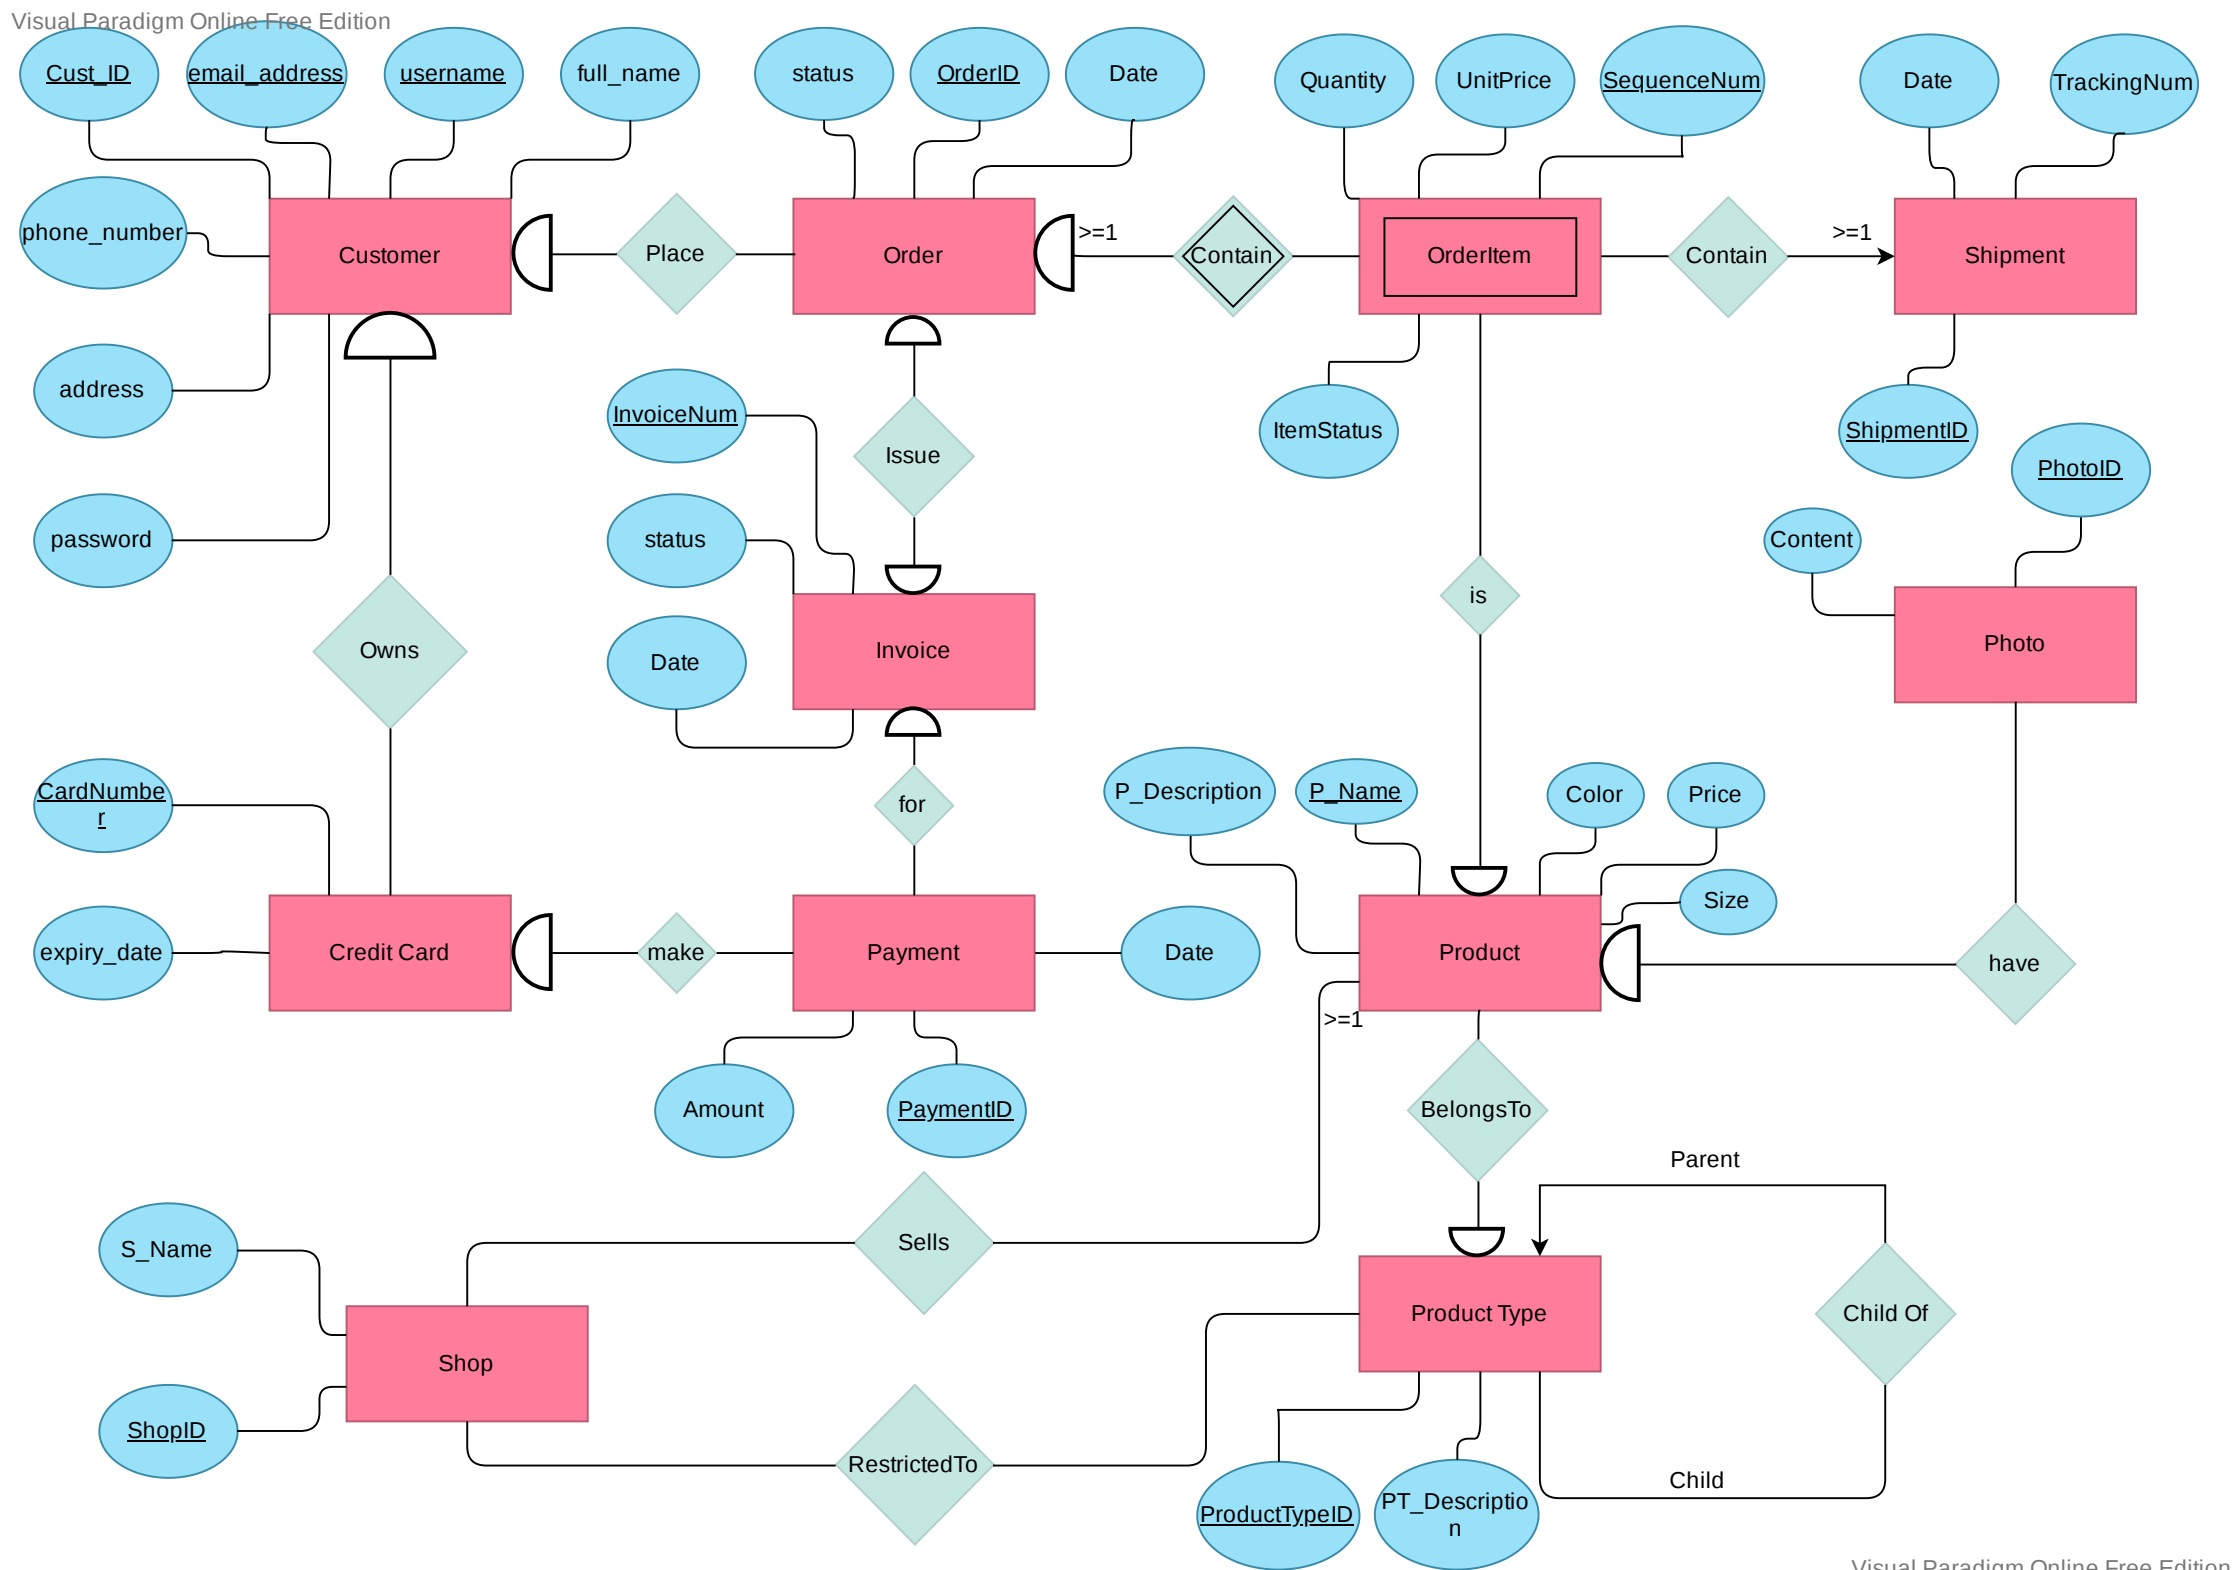 Visual Paradigm Online Free Edition
Cust_ID
email_address
username
full_name
status
OrderID
Date
Quantity
UnitPrice
SequenceNum
Date
TrackingNum
phone_number
Customer
Place
Order
>=1
Contain
OrderItem
Contain
>=1
Shipment
address
InvoiceNum
Issue
ItemStatus
ShipmentID
PhotoID
password
status
Content
is
Owns
Date
Invoice
Photo
CardNumbe
r
for
P_Description
P_Name
Color
Price
Size
expiry_date
Credit Card
make
Payment
Date
Product
have
>=1
Amount
PaymentID
BelongsTo
Parent
S_Name
Sells
Product Type
Child Of
Shop
ShopID
RestrictedTo
Child
ProductTypeID
PT_Descriptio
n
Visual Paradigm Online Free Edition